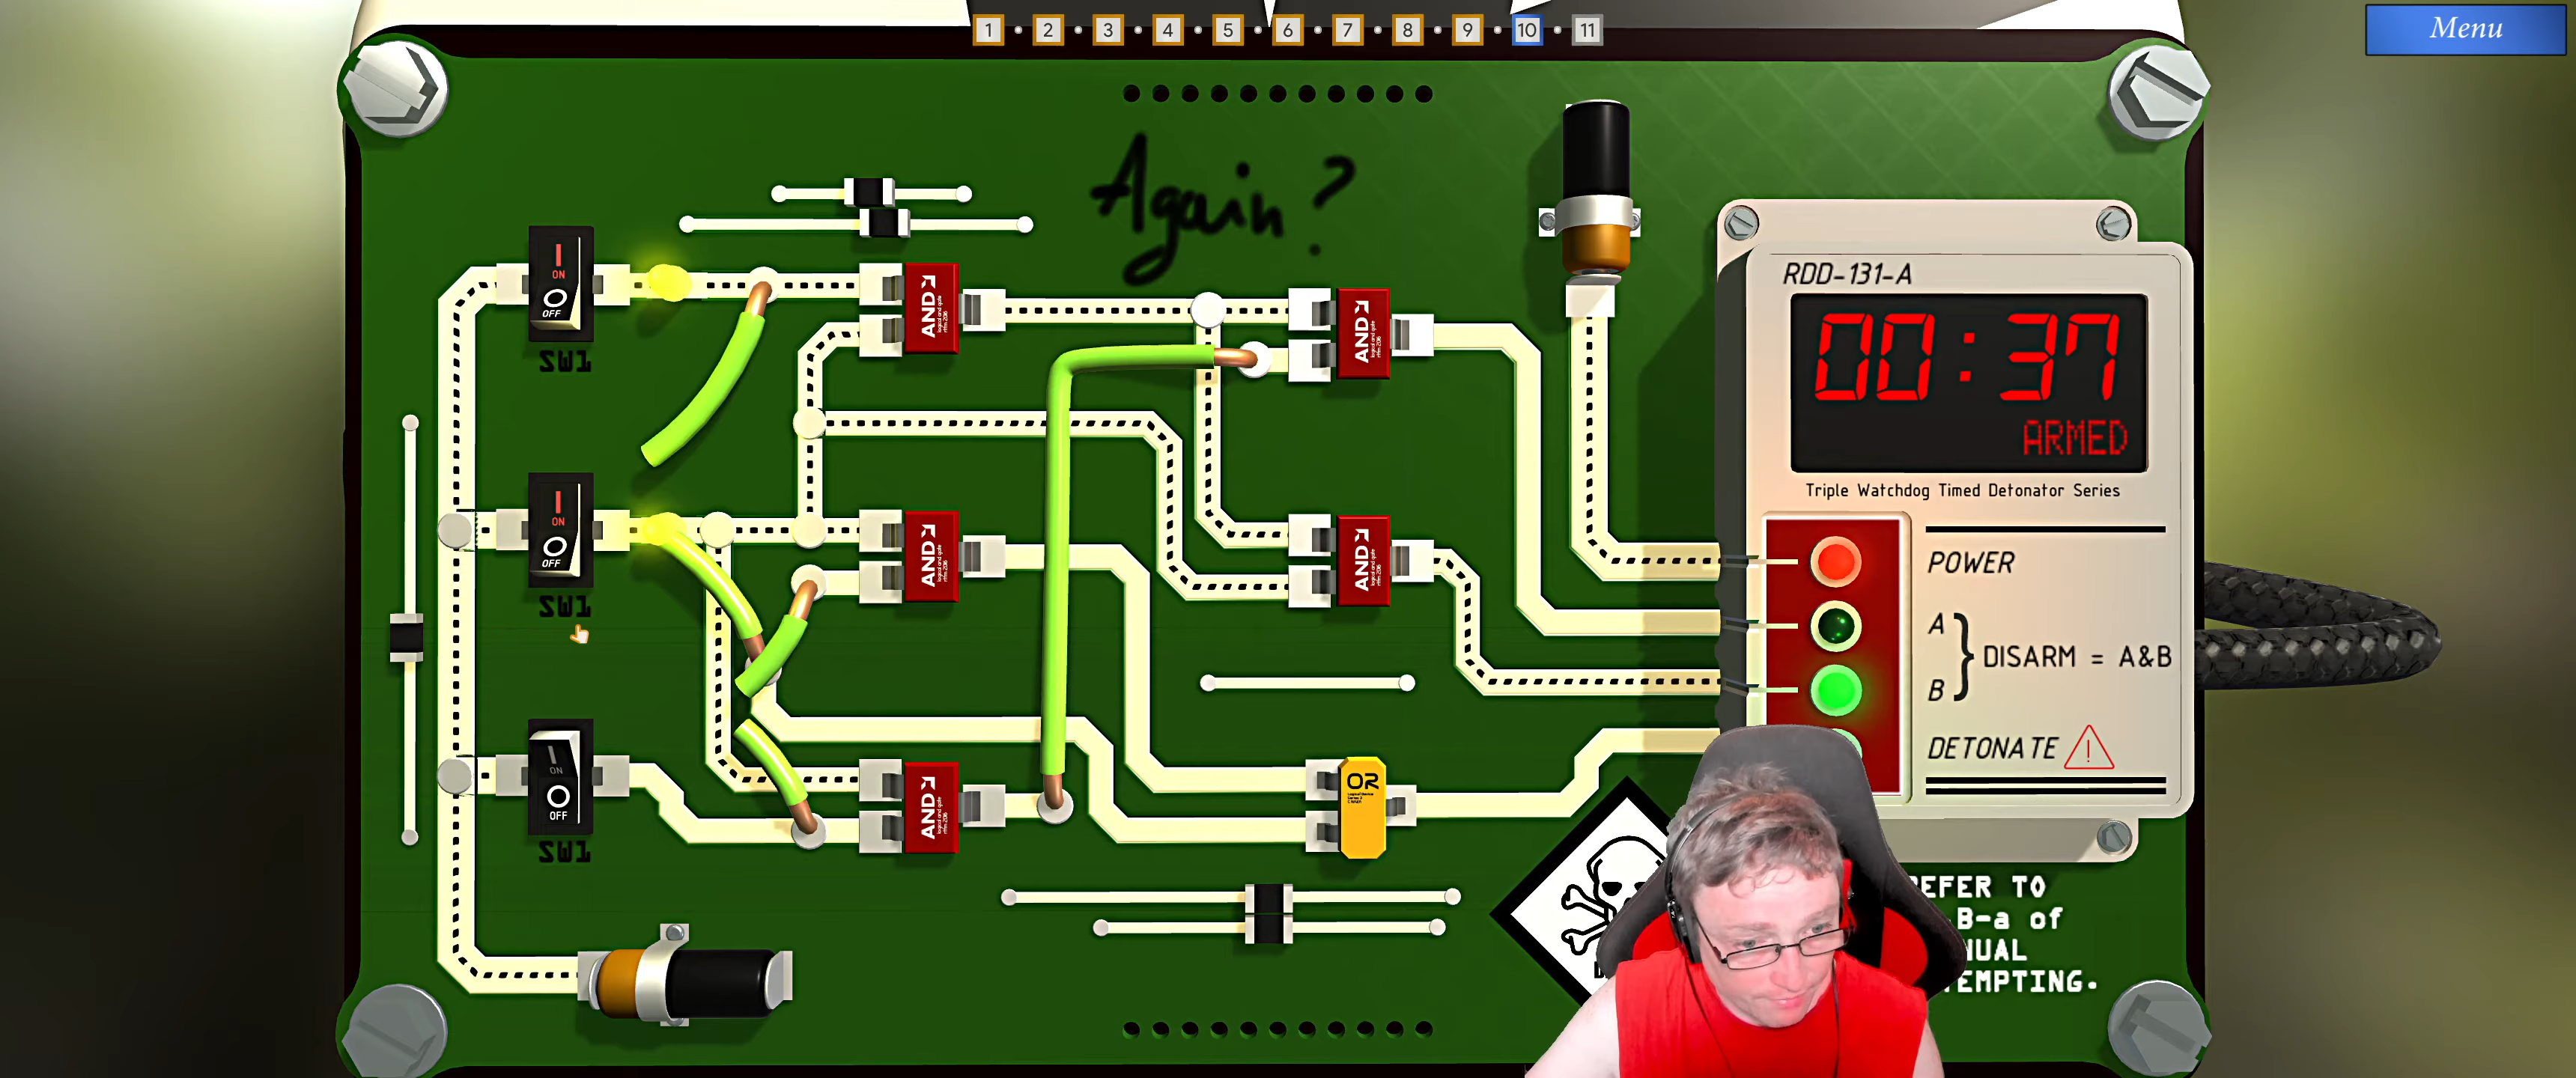 1 2 3 4 5 6 7 8 9 10 11
Menu
Again?
RDD-131-A
00:37
ARMED
Triple Watchdog Timed Detonator Series
POWER
A
B
DISARM = A&B
DETONATE
ON
OFF
SW1
ON
OFF
SW1
ON
OFF
SW1
AND
AND
AND
AND
AND
OR
EFER TO
B-a of
NUAL
TEMPTING.